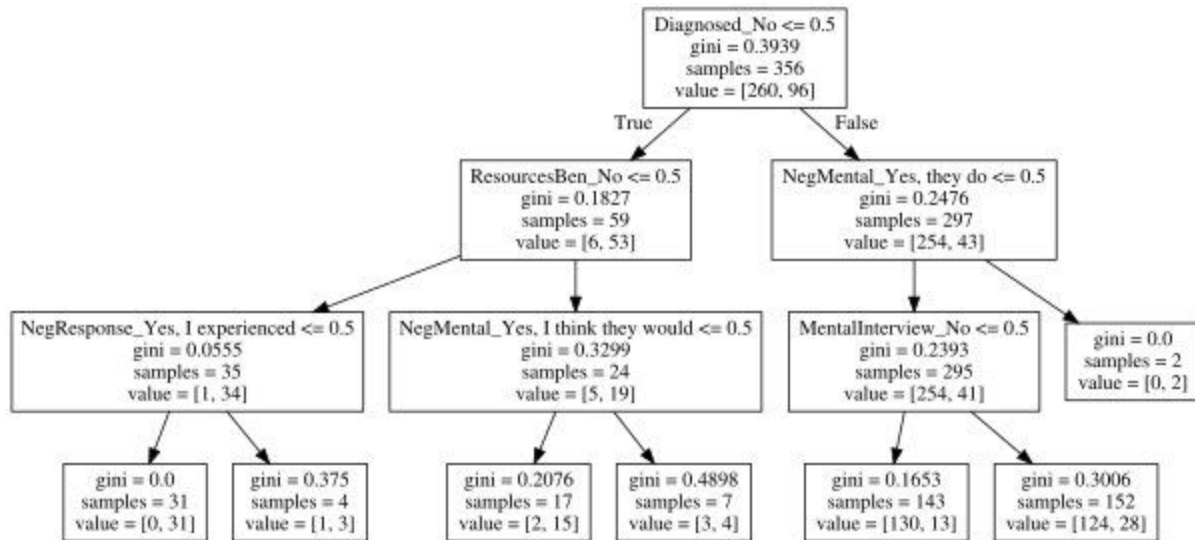 Diagnosed_No <= 0.5
gini = 0.3939
samples = 356
value = [260, 96]
True
False
ResourcesBen_No <= 0.5
gini = 0.1827
samples = 59
value = [6, 53]
NegMental_Yes, they do <= 0.5
gini = 0.2476
samples = 297
value = [254, 43]
NegResponse_Yes, I experienced <= 0.5
gini = 0.0555
samples = 35
value = [1, 34]
NegMental_Yes, I think they would <= 0.5
gini = 0.3299
samples = 24
value = [5, 19]
MentalInterview_No <= 0.5
gini = 0.2393
samples = 295
value = [254, 41]
gini = 0.0
samples = 2
value = [0, 2]
gini = 0.0
samples = 31
value = [0, 31]
gini = 0.375
samples = 4
value = [1, 3]
gini = 0.2076
samples = 17
value = [2, 15]
gini = 0.4898
samples = 7
value = [3, 4]
gini = 0.1653
samples = 143
value = [130, 13]
gini = 0.3006
samples = 152
value = [124, 28]